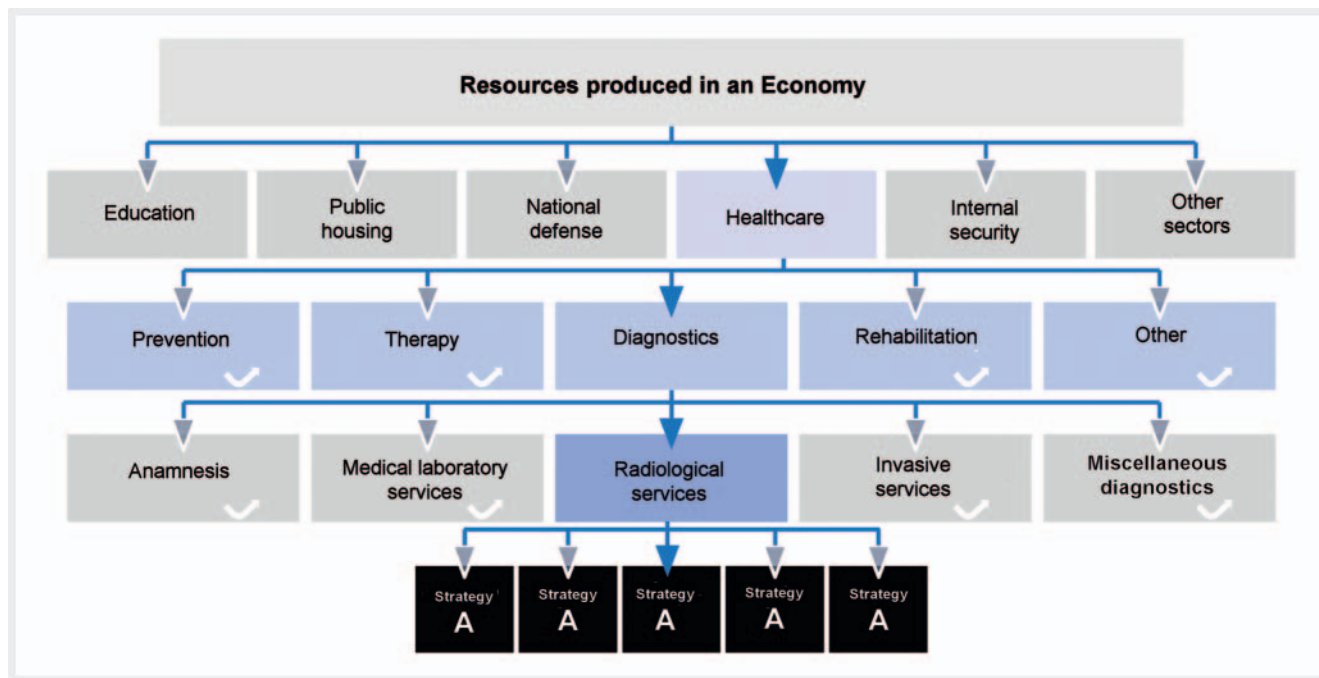 Resources produced in an Economy
Education
Public
housing
National
defense
Healthcare
Internal
security
Other
sectors
Prevention
Therapy
Diagnostics
Rehabilitation
Other
Anamnesis
Medical laboratory
services
Radiological
services
Invasive
services
Miscellaneous
diagnostics
Strategy
A
Strategy
A
Strategy
A
Strategy
A
Strategy
A